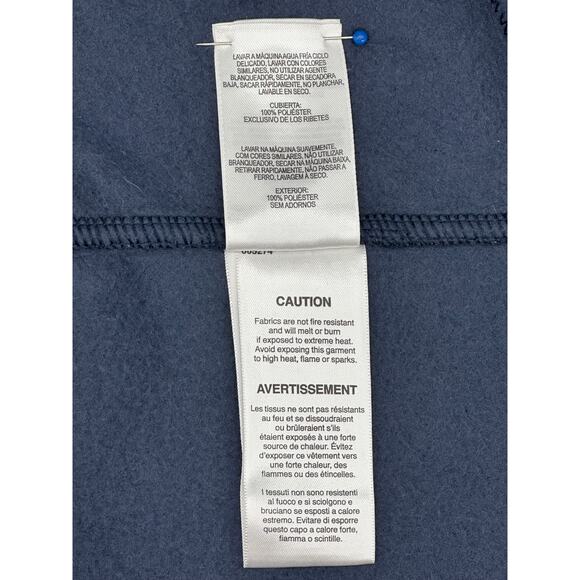 LAVAR A MÁQUINA AGUA FRÍA CICLO
DELICADO, LAVAR CON COLORES
SIMILARES, NO UTILIZAR AGENTE
BLANQUEADOR, SECAR EN SECADORA
BAJA, SACAR RÁPIDAMENTE, NO PLANCHAR,
LAVABLE EN SECO.
CUBIERTA:
100% POLIÉSTER
EXCLUSIVO DE LOS RIBETES
LAVAR NA MÁQUINA SUAVEMENTE,
COM CORES SIMILARES, NÃO UTILIZAR
BRANQUEADOR, SECAR NA MÁQUINA BAIXA,
RETIRAR RAPIDAMENTE, NÃO PASSAR A
FERRO, LAVAGEM À SECO.
EXTERIOR:
100% POLIÉSTER
SEM ADORNOS
CAUTION
Fabrics are not fire resistant
and will melt or burn
if exposed to extreme heat.
Avoid exposing this garment
to high heat, flame or sparks.
AVERTISSEMENT
Les tissus ne sont pas résistants
au feu et se dissoudraient
ou brûleraient s'ils
étaient exposés à une forte
source de chaleur. Évitez
d'exposer ce vêtement vers
une forte chaleur, des
flammes ou des étincelles.
I tessuti non sono resistenti
al fuoco e si sciolgono e
bruciano se esposti a calore
estremo. Evitare di esporre
questo capo a calore forte,
fiamma o scintille.